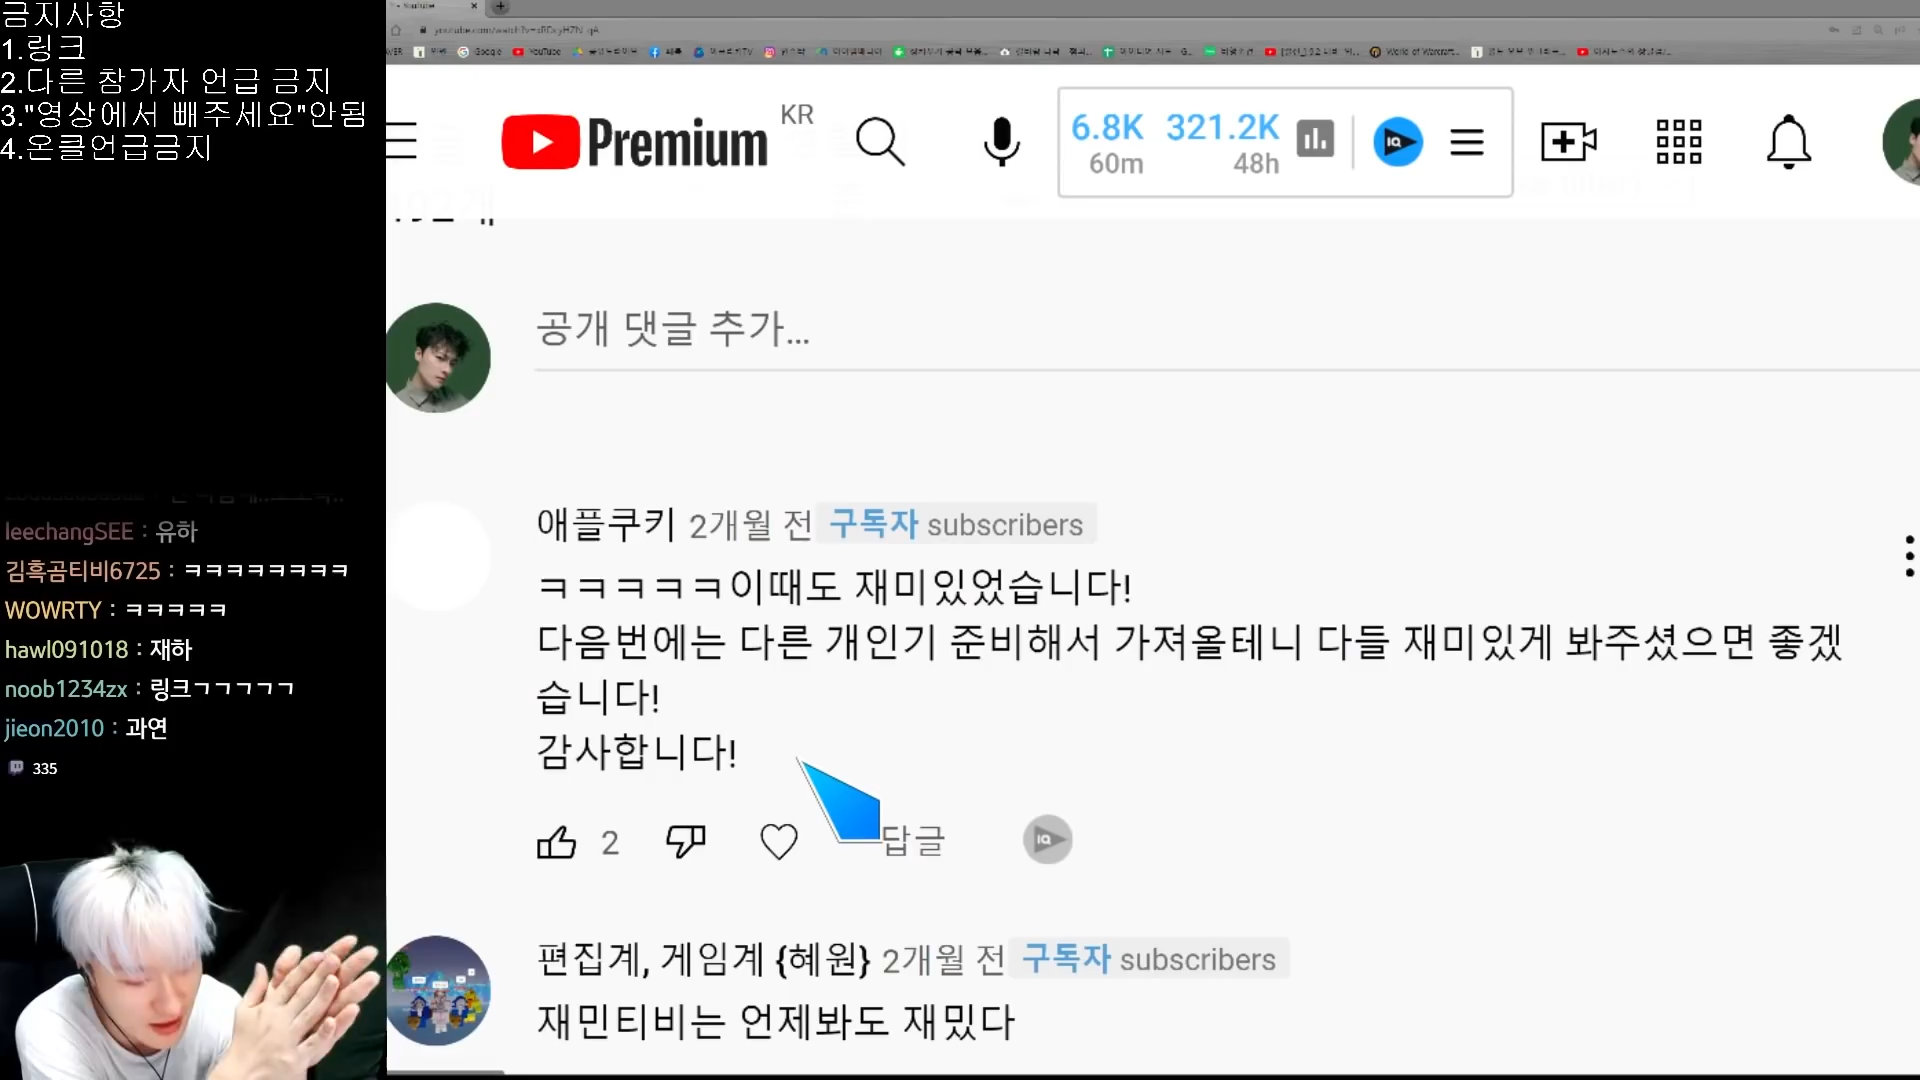 금지사항
1.링크
2.다른 참가자 언급 금지
3."영상에서 빼주세요"안됨
4.온클언급금지
leechangSEE : 유하
김흑곰티비6725 : ㅋㅋㅋㅋㅋㅋㅋㅋ
WOWRTY : ㅋㅋㅋㅋㅋ
hawl091018 : 재하
noob1234zx : 링크ㄱㄱㄱㄱㄱ
jieon2010 : 과연
335
YouTube
Google
YouTube
World of Warcraft...
Premium KR
6.8K 321.2K
60m 48h
IQ
공개 댓글 추가...
애플쿠키 2개월 전 구독자 subscribers
ㅋㅋㅋㅋㅋ이때도 재미있었습니다!
다음번에는 다른 개인기 준비해서 가져올테니 다들 재미있게 봐주셨으면 좋겠
습니다!
감사합니다!
2 답글 IQ
편집계, 게임계 {혜원} 2개월 전 구독자 subscribers
재민티비는 언제봐도 재밌다